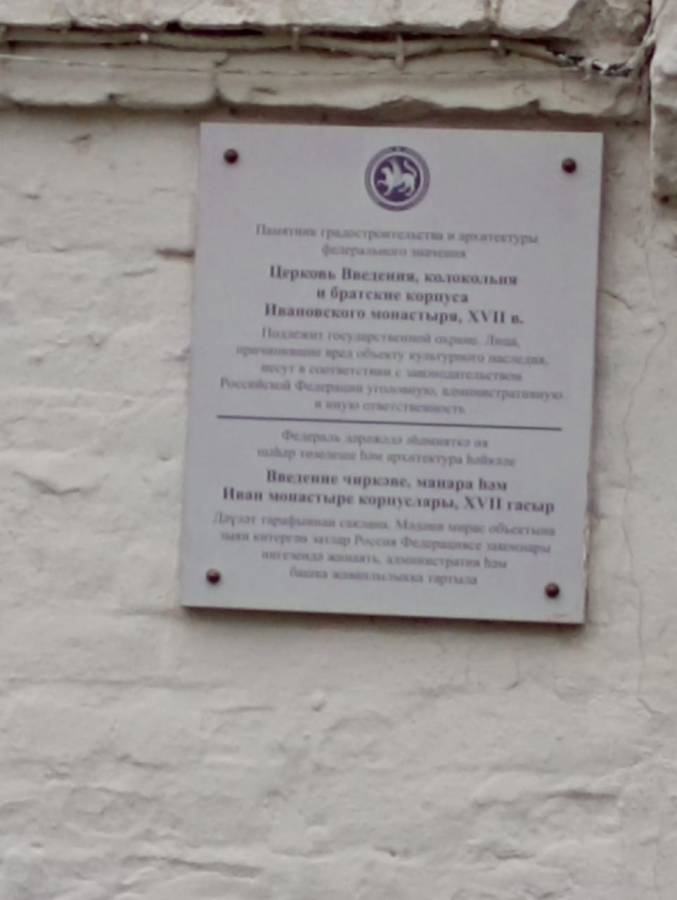 Памятник градостроительства и архитектуры
федерального значения
Церковь Введения, колокольня
и братские корпуса
Ивановского монастыря, XVII в.
Подлежит государственной охране. Лица,
причинившие вред объекту культурного наследия,
несут в соответствии с законодательством
Российской Федерации уголовную, административную
и иную ответственность
Федераль дәрәҗәдә әһәмияткә ия
шәһәр төзелеше һәм архитектура һәйкәле
Введение чиркәве, манара һәм
Иван монастыре корпуслары, XVII гасыр
Дәүләт тарафыннан саклана. Мәдәни мирас объектына
зыян китергән затлар Россия Федерациясе законнары
нигезендә җинаять, административ һәм
башка җаваплылыкка тартыла